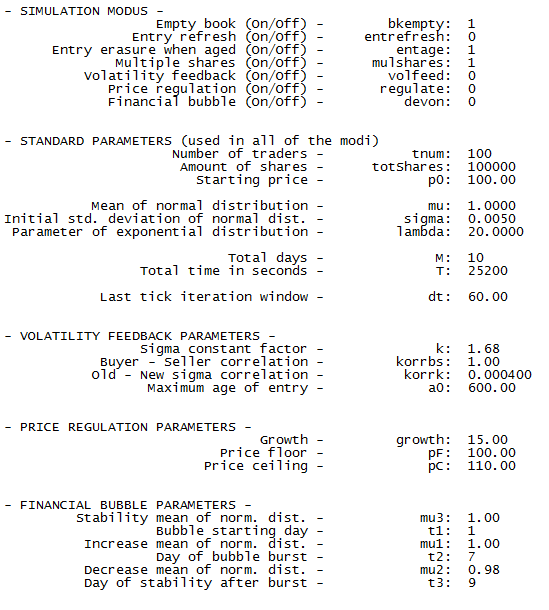 - SIMULATION MODUS -
Empty book (On/Off) - bkempty: 1
Entry refresh (On/Off) - entrefresh: 0
Entry erasure when aged (On/Off) - entage: 1
Multiple shares (On/Off) - mulshares: 1
Volatility feedback (On/Off) - volfeed: 0
Price regulation (On/Off) - regulate: 0
Financial bubble (On/Off) - devon: 0
- STANDARD PARAMETERS (used in all of the modi)
Number of traders - tnum: 100
Amount of shares - totShares: 100000
Starting price - p0: 100.00
Mean of normal distribution - mu: 1.0000
Initial std. deviation of normal dist. - sigma: 0.0050
Parameter of exponential distribution - lambda: 20.0000
Total days - M: 10
Total time in seconds - T: 25200
Last tick iteration window - dt: 60.00
- VOLATILITY FEEDBACK PARAMETERS -
Sigma constant factor - k: 1.68
Buyer - Seller correlation - korrbs: 1.00
Old - New sigma correlation - korrk: 0.000400
Maximum age of entry - a0: 600.00
- PRICE REGULATION PARAMETERS -
Growth - growth: 15.00
Price floor - pF: 100.00
Price ceiling - pC: 110.00
- FINANCIAL BUBBLE PARAMETERS -
Stability mean of norm. dist. - mu3: 1.00
Bubble starting day - t1: 1
Increase mean of norm. dist. - mu1: 1.00
Day of bubble burst - t2: 7
Decrease mean of norm. dist. - mu2: 0.98
Day of stability after burst - t3: 9